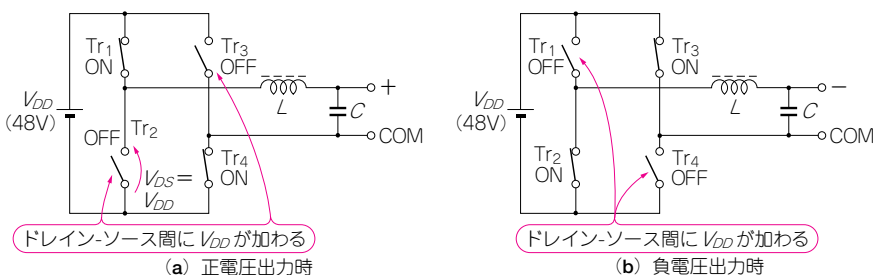 Tr1
ON
Tr3
OFF
VDD
(48V)
OFF
Tr2
VDS=
VDD
Tr4
ON
L
C
+
COM
ドレイン-ソース間にVDDが加わる
(a) 正電圧出力時
Tr1
OFF
Tr3
ON
VDD
(48V)
Tr2
ON
Tr4
OFF
L
C
−
COM
ドレイン-ソース間にVDDが加わる
(b) 負電圧出力時